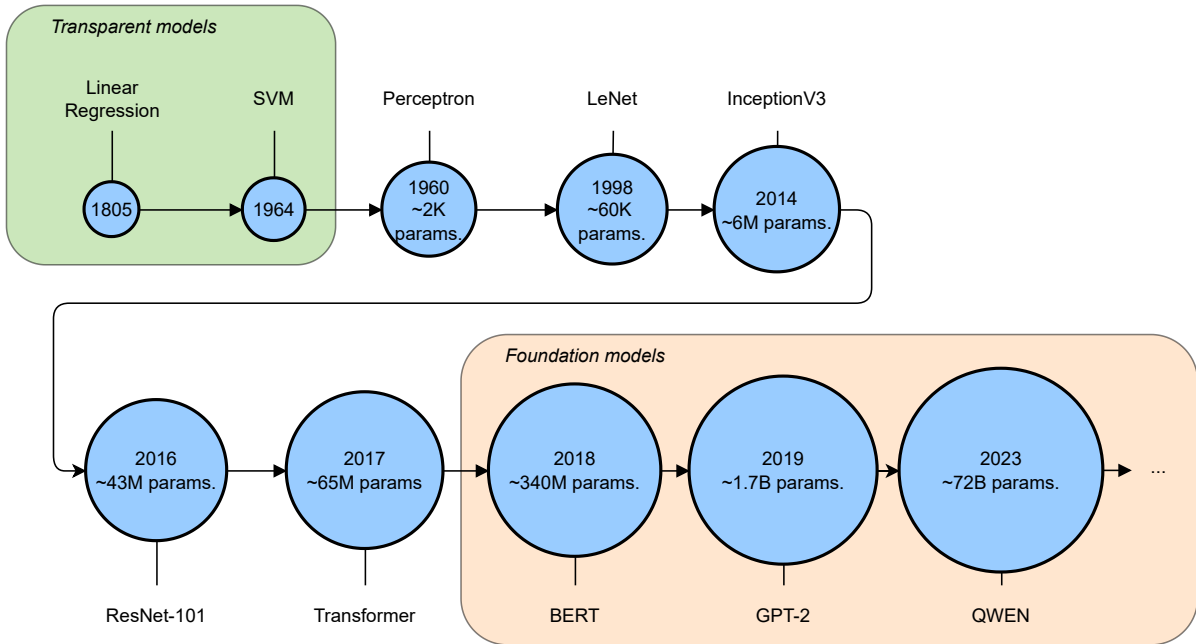 Transparent models
Linear
Regression
SVM
Perceptron
LeNet
InceptionV3
1805
1964
1960
~2K
params.
1998
~60K
params.
2014
~6M params.
Foundation models
2016
~43M params.
2017
~65M params
2018
~340M params.
2019
~1.7B params.
2023
~72B params.
...
ResNet-101
Transformer
BERT
GPT-2
QWEN